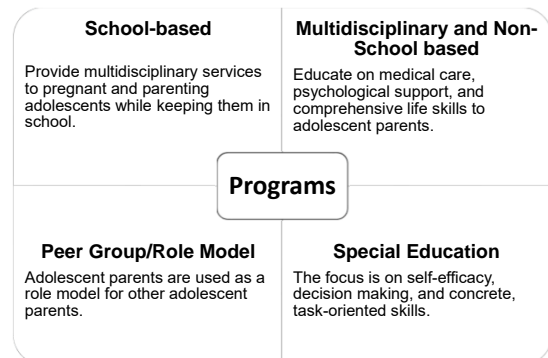 School-based
Provide multidisciplinary services
to pregnant and parenting
adolescents while keeping them in
school.
Multidisciplinary and Non-
School based
Educate on medical care,
psychological support, and
comprehensive life skills to
adolescent parents.
Programs
Peer Group/Role Model
Adolescent parents are used as a
role model for other adolescent
parents.
Special Education
The focus is on self-efficacy,
decision making, and concrete,
task-oriented skills.